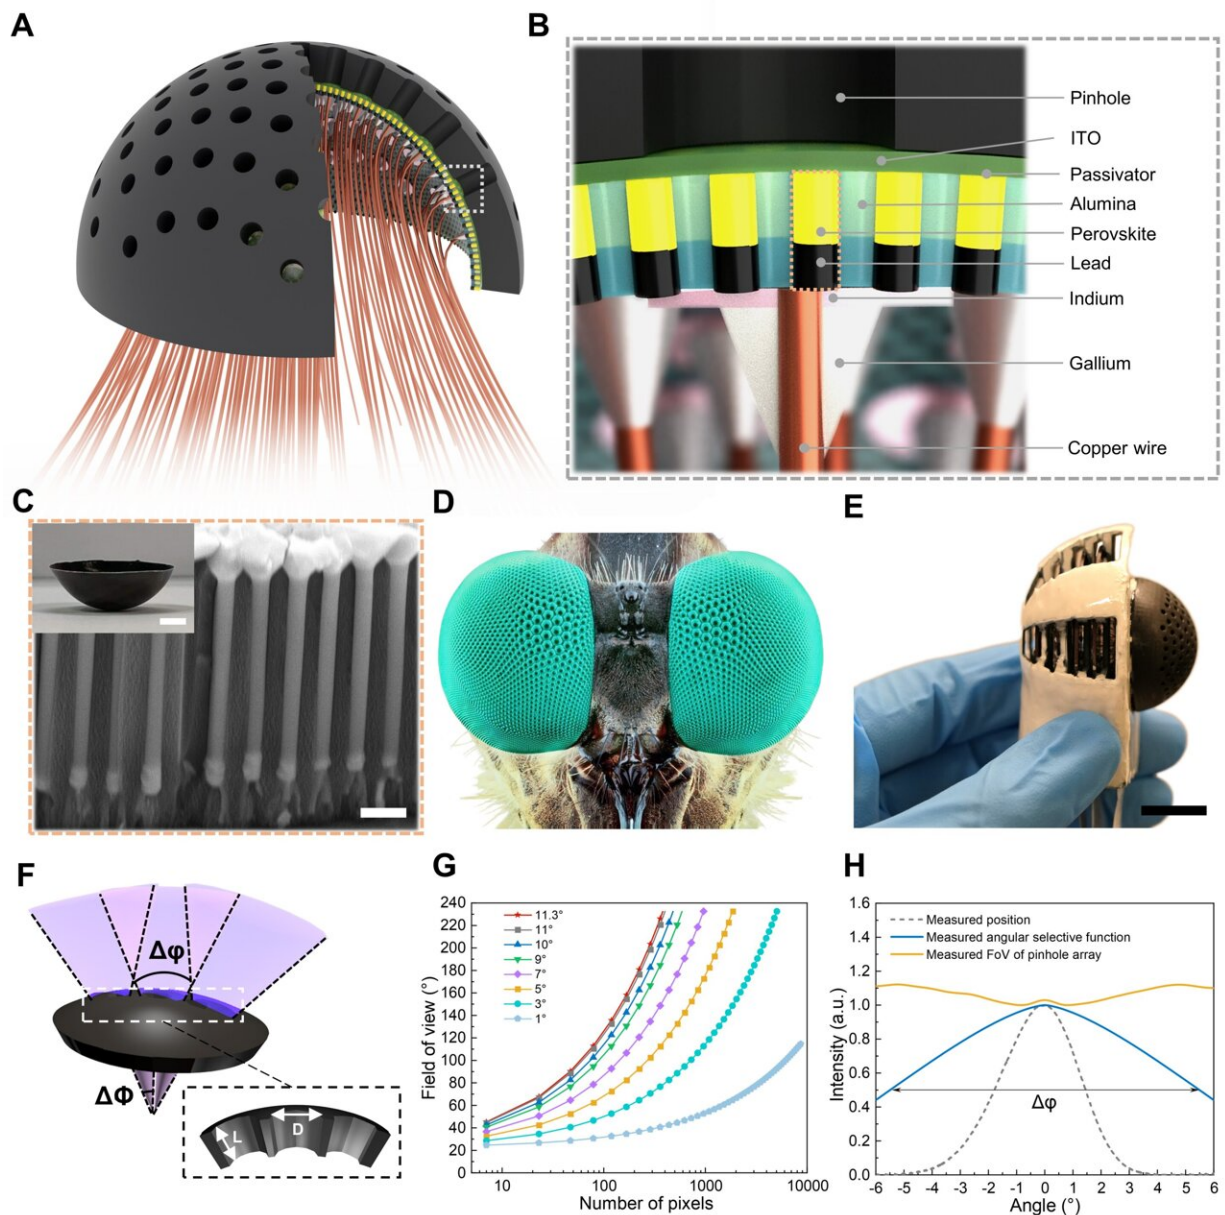 A
B
Pinhole
ITO
Passivator
Alumina
Perovskite
Lead
Indium
Gallium
Copper wire
C
D
E
F
Δφ
ΔΦ
L
D
G
240
220
200
180
160
140
120
100
80
60
40
20
0
Field of view (°)
11.3°
11°
10°
9°
7°
5°
3°
1°
10
100
1000
10000
Number of pixels
H
1.6
1.4
1.2
1.0
0.8
0.6
0.4
0.2
0.0
Intensity (a.u.)
Measured position
Measured angular selective function
Measured FoV of pinhole array
Δφ
-6 -5 -4 -3 -2 -1 0 1 2 3 4 5 6
Angle (°)